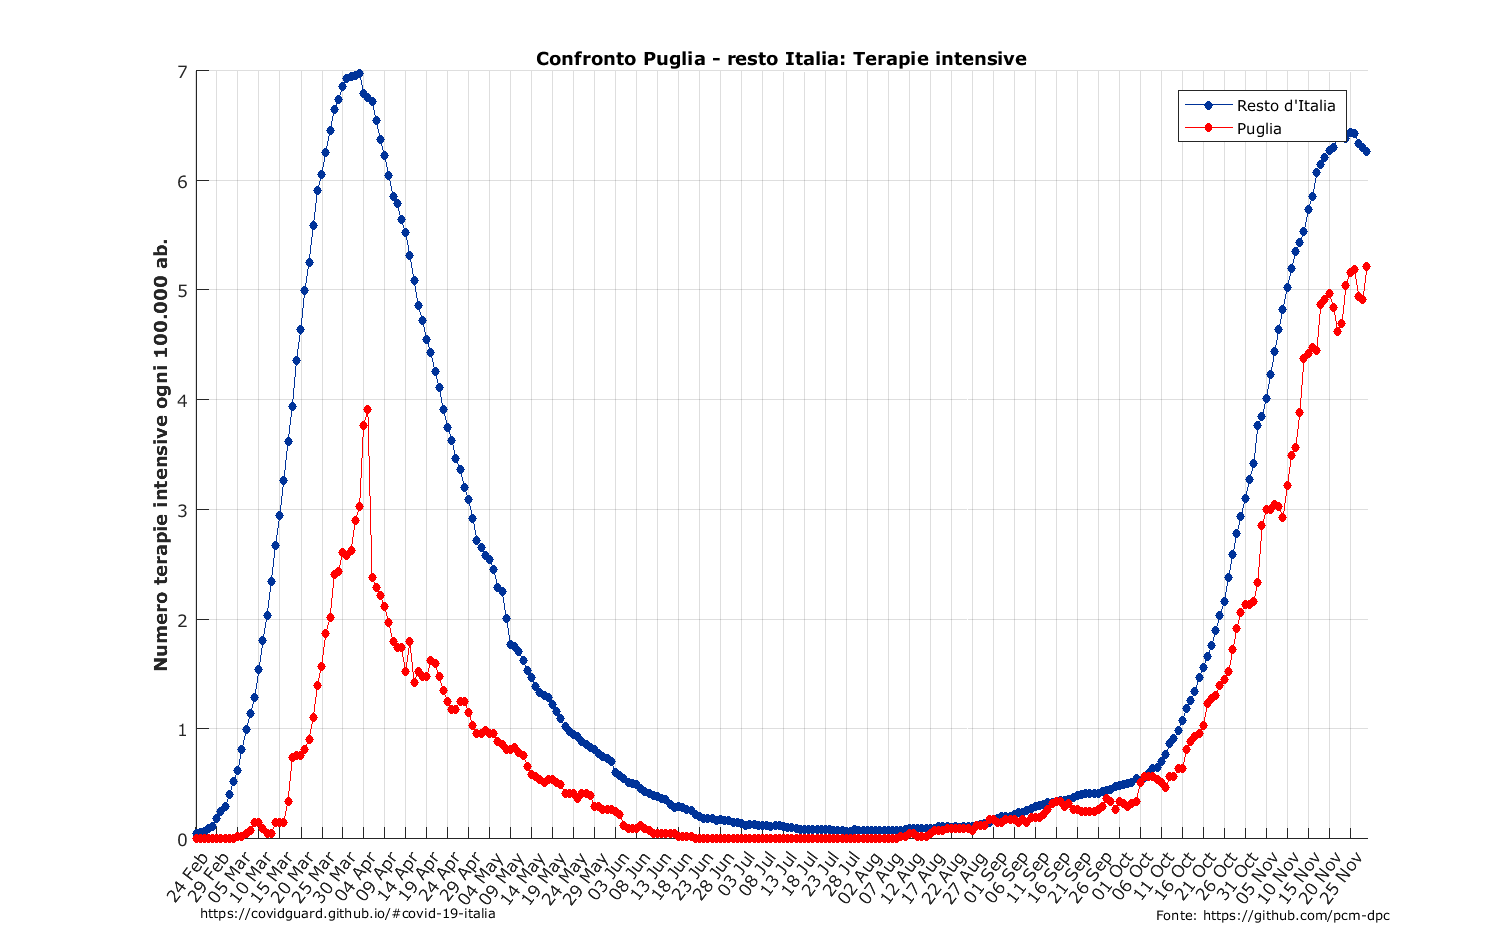 Confronto Puglia - resto Italia: Terapie intensive
Resto d'Italia
Puglia
Numero terapie intensive ogni 100.000 ab.
7
6
5
4
3
2
1
0
24 Feb
29 Feb
05 Mar
10 Mar
15 Mar
20 Mar
25 Mar
30 Mar
04 Apr
09 Apr
14 Apr
19 Apr
24 Apr
29 Apr
04 May
09 May
14 May
19 May
24 May
29 May
03 Jun
08 Jun
13 Jun
18 Jun
23 Jun
28 Jun
03 Jul
08 Jul
13 Jul
18 Jul
23 Jul
28 Jul
02 Aug
07 Aug
12 Aug
17 Aug
22 Aug
27 Aug
01 Sep
06 Sep
11 Sep
16 Sep
21 Sep
26 Sep
01 Oct
06 Oct
11 Oct
16 Oct
21 Oct
26 Oct
31 Oct
05 Nov
10 Nov
15 Nov
20 Nov
25 Nov
https://covidguard.github.io/#covid-19-italia
Fonte: https://github.com/pcm-dpc